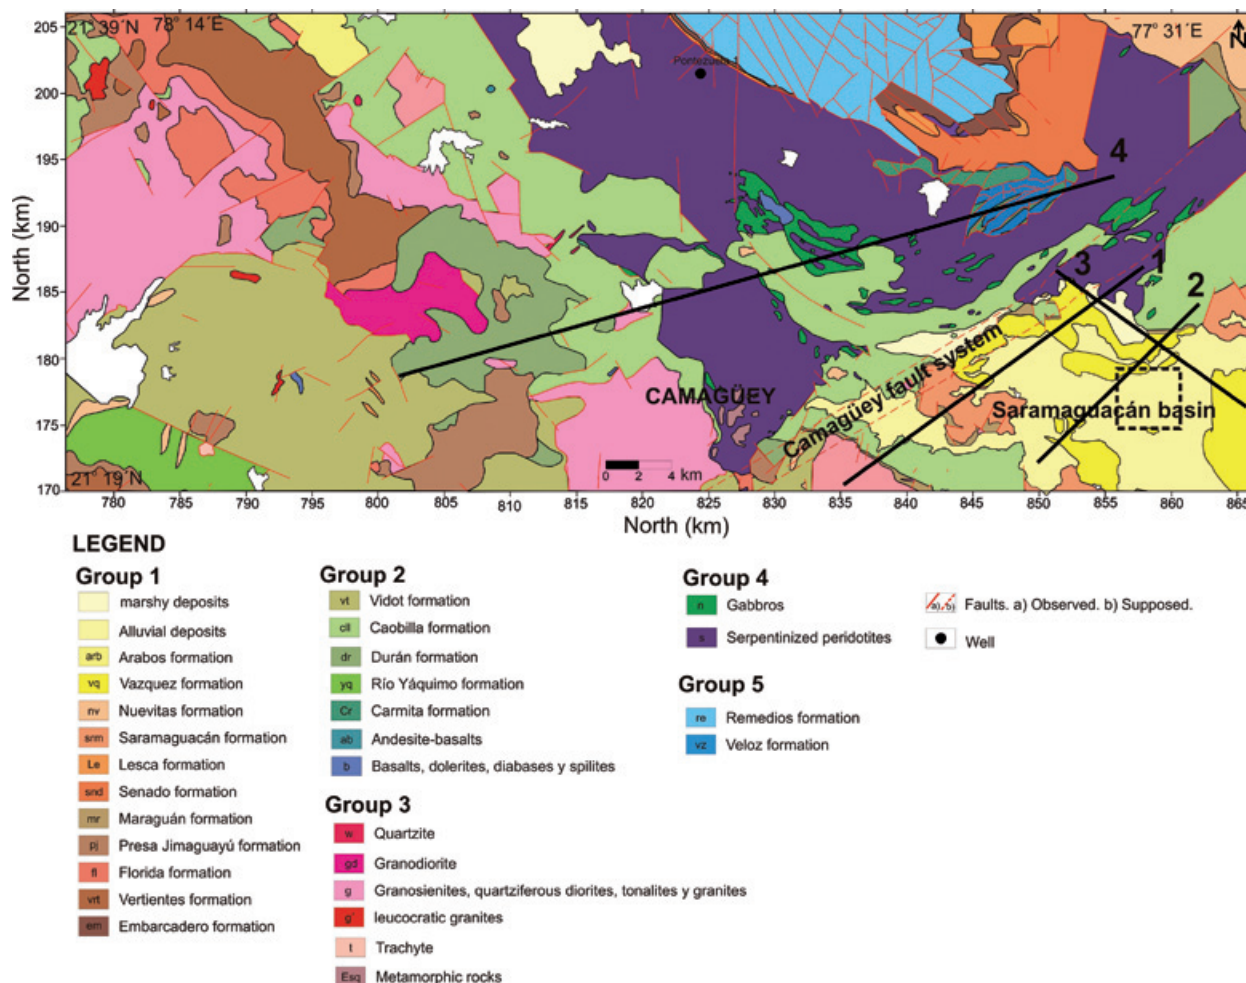 205
21° 39´N
78° 14´E
77° 31´E
N
Pontezuela 1
200
195
4
190
North (km)
3
1
185
2
180
Camagüey fault system
CAMAGÜEY
Saramaguacán basin
175
21° 19´N
0 2 4 km
170
780 785 790 795 800 805 810 815 820 825 830 835 840 845 850 855 860 865
North (km)
LEGEND
Group 1
marshy deposits
Alluvial deposits
arb Arabos formation
vq Vazquez formation
nv Nuevitas formation
srm Saramaguacán formation
Le Lesca formation
snd Senado formation
mr Maraguán formation
pj Presa Jimaguayú formation
fl Florida formation
vrt Vertientes formation
em Embarcadero formation
Group 2
vt Vidot formation
cll Caobilla formation
dr Durán formation
yq Río Yáquimo formation
Cr Carmita formation
ab Andesite-basalts
b Basalts, dolerites, diabases y spilites
Group 3
w Quartzite
gd Granodiorite
g Granosienites, quartziferous diorites, tonalites y granites
g' leucocratic granites
t Trachyte
Esq Metamorphic rocks
Group 4
n Gabbros
s Serpentinized peridotites
Group 5
re Remedios formation
vz Veloz formation
a) b) Faults. a) Observed. b) Supposed.
Well